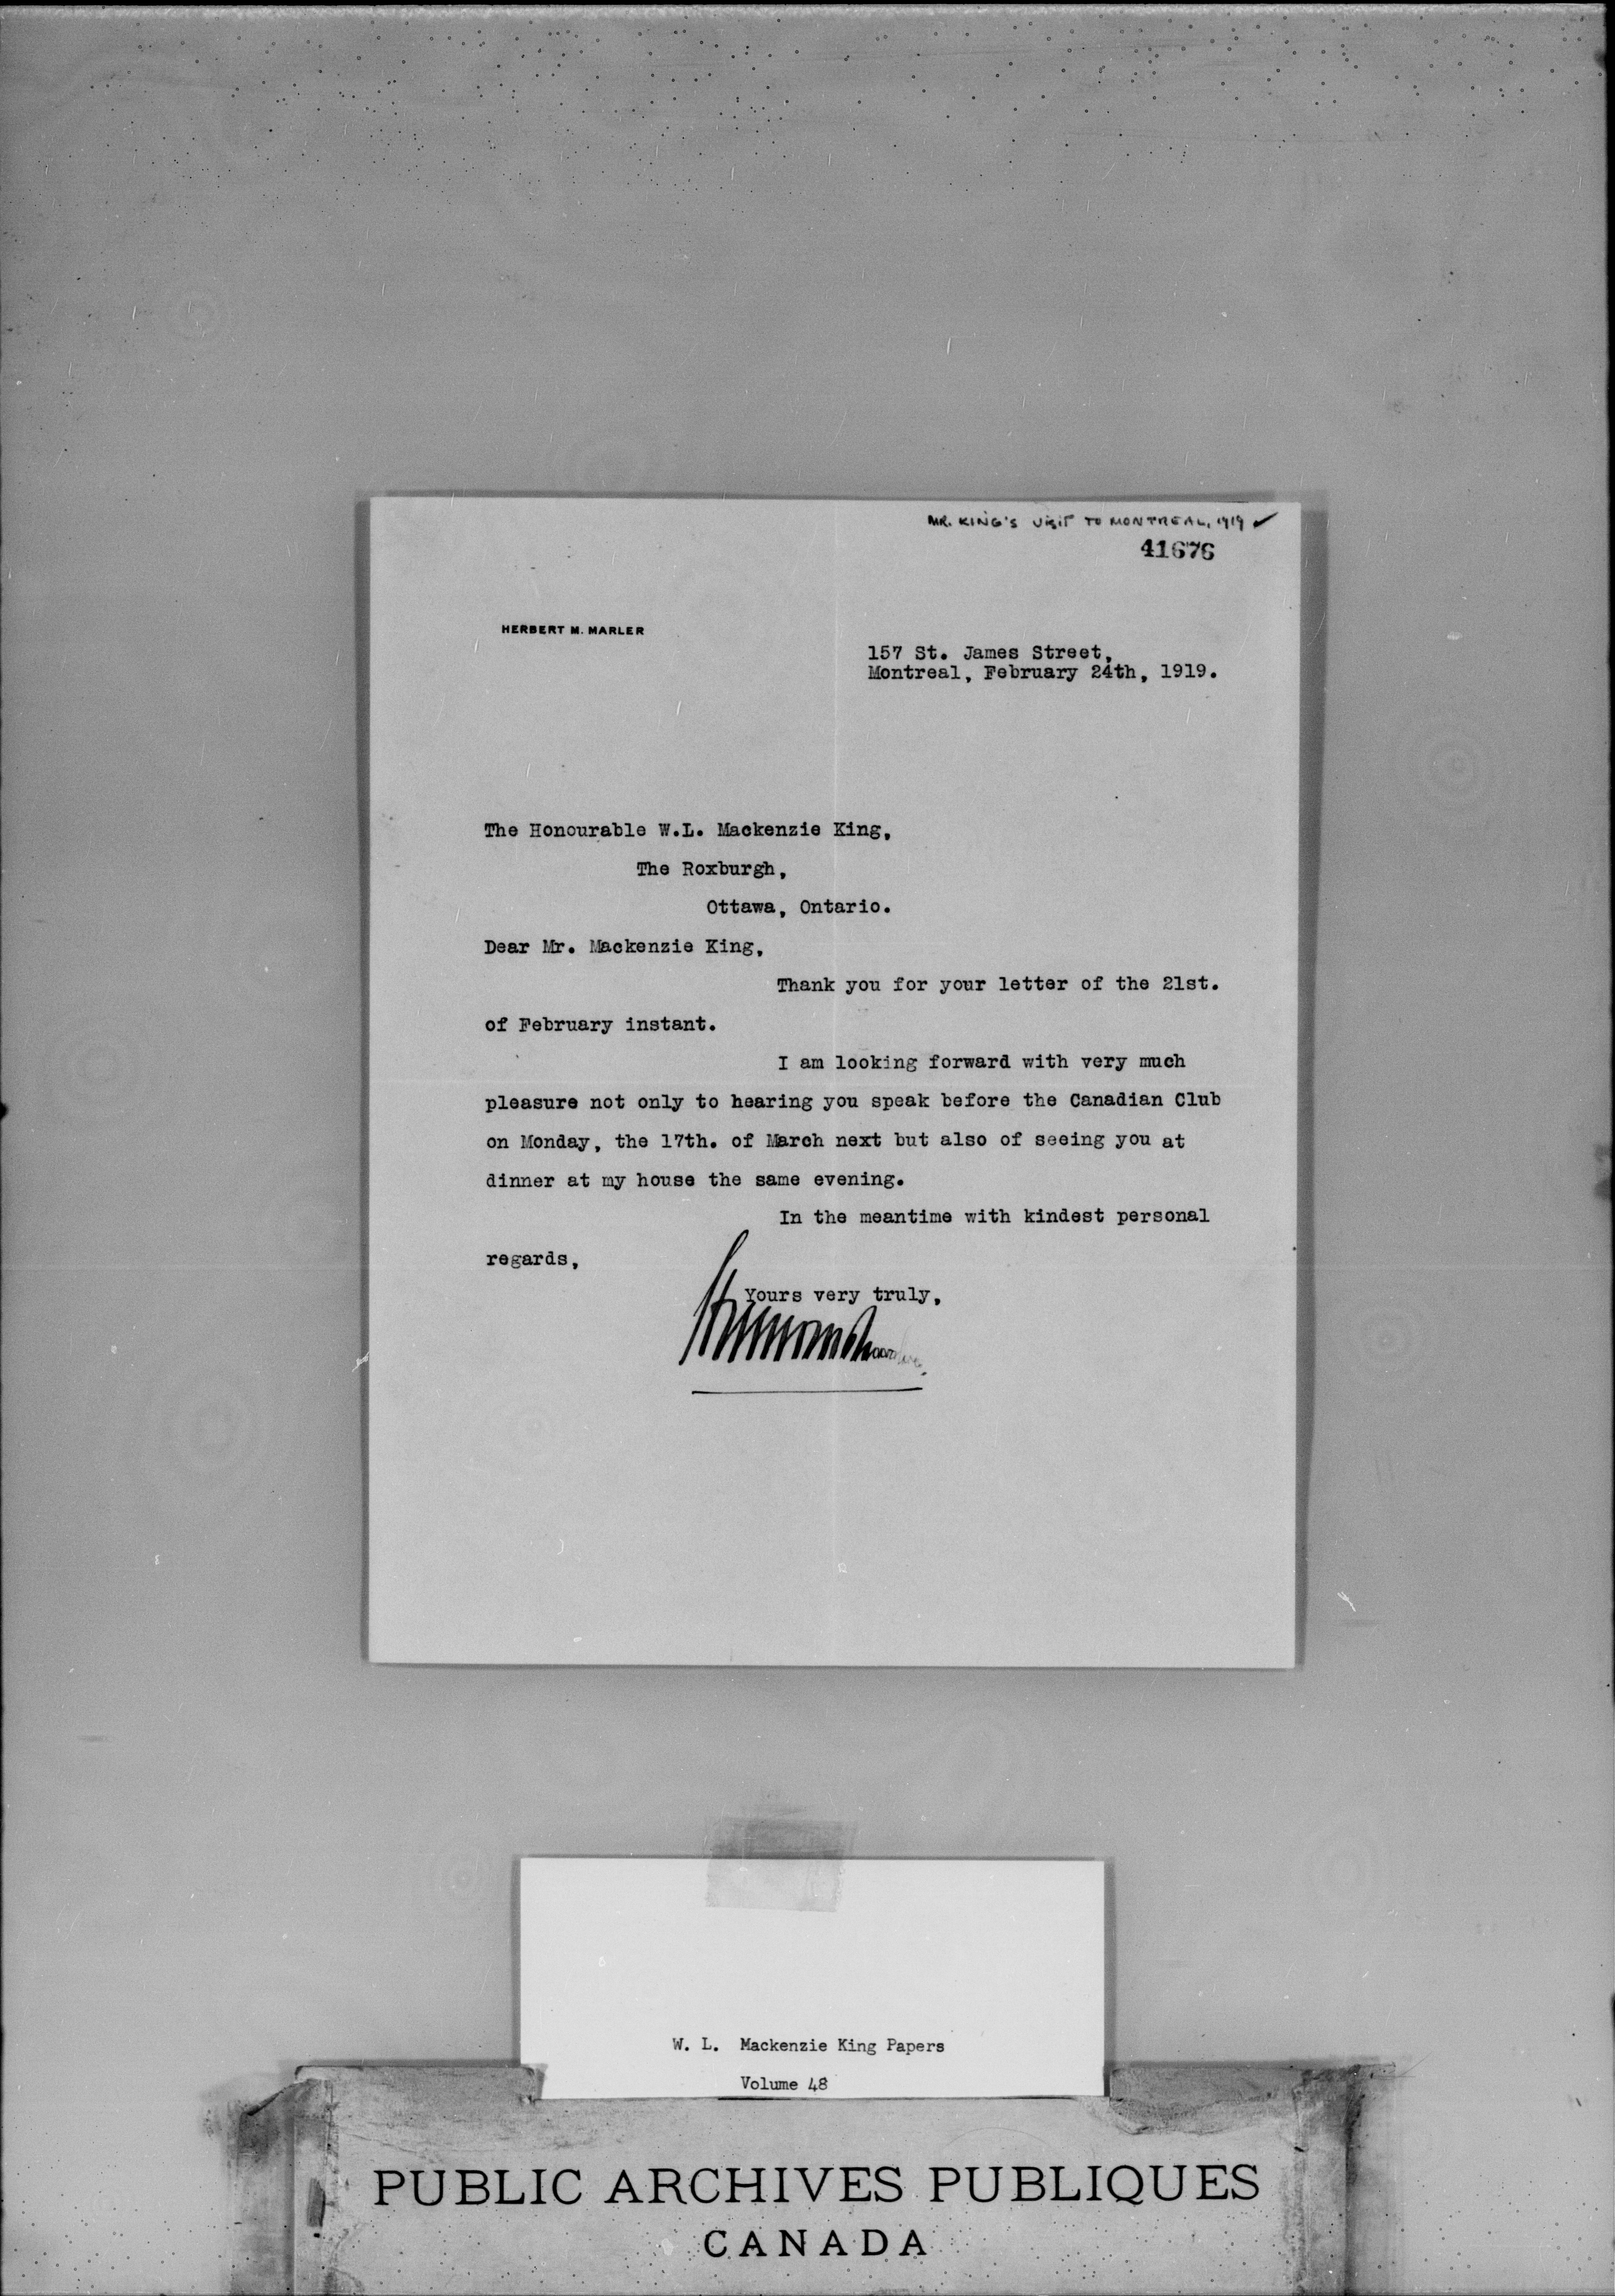 MR. KING'S VISIT TO MONTREAL, 1919 ✓
41676
HERBERT M. MARLER
157 St. James Street,
Montreal, February 24th, 1919.
The Honourable W.L. Mackenzie King,
The Roxburgh,
Ottawa, Ontario.
Dear Mr. Mackenzie King,
Thank you for your letter of the 21st.
of February instant.
I am looking forward with very much
pleasure not only to hearing you speak before the Canadian Club
on Monday, the 17th. of March next but also of seeing you at
dinner at my house the same evening.
In the meantime with kindest personal
regards,
Yours very truly,
W. L. Mackenzie King Papers
Volume 48
PUBLIC ARCHIVES PUBLIQUES
CANADA